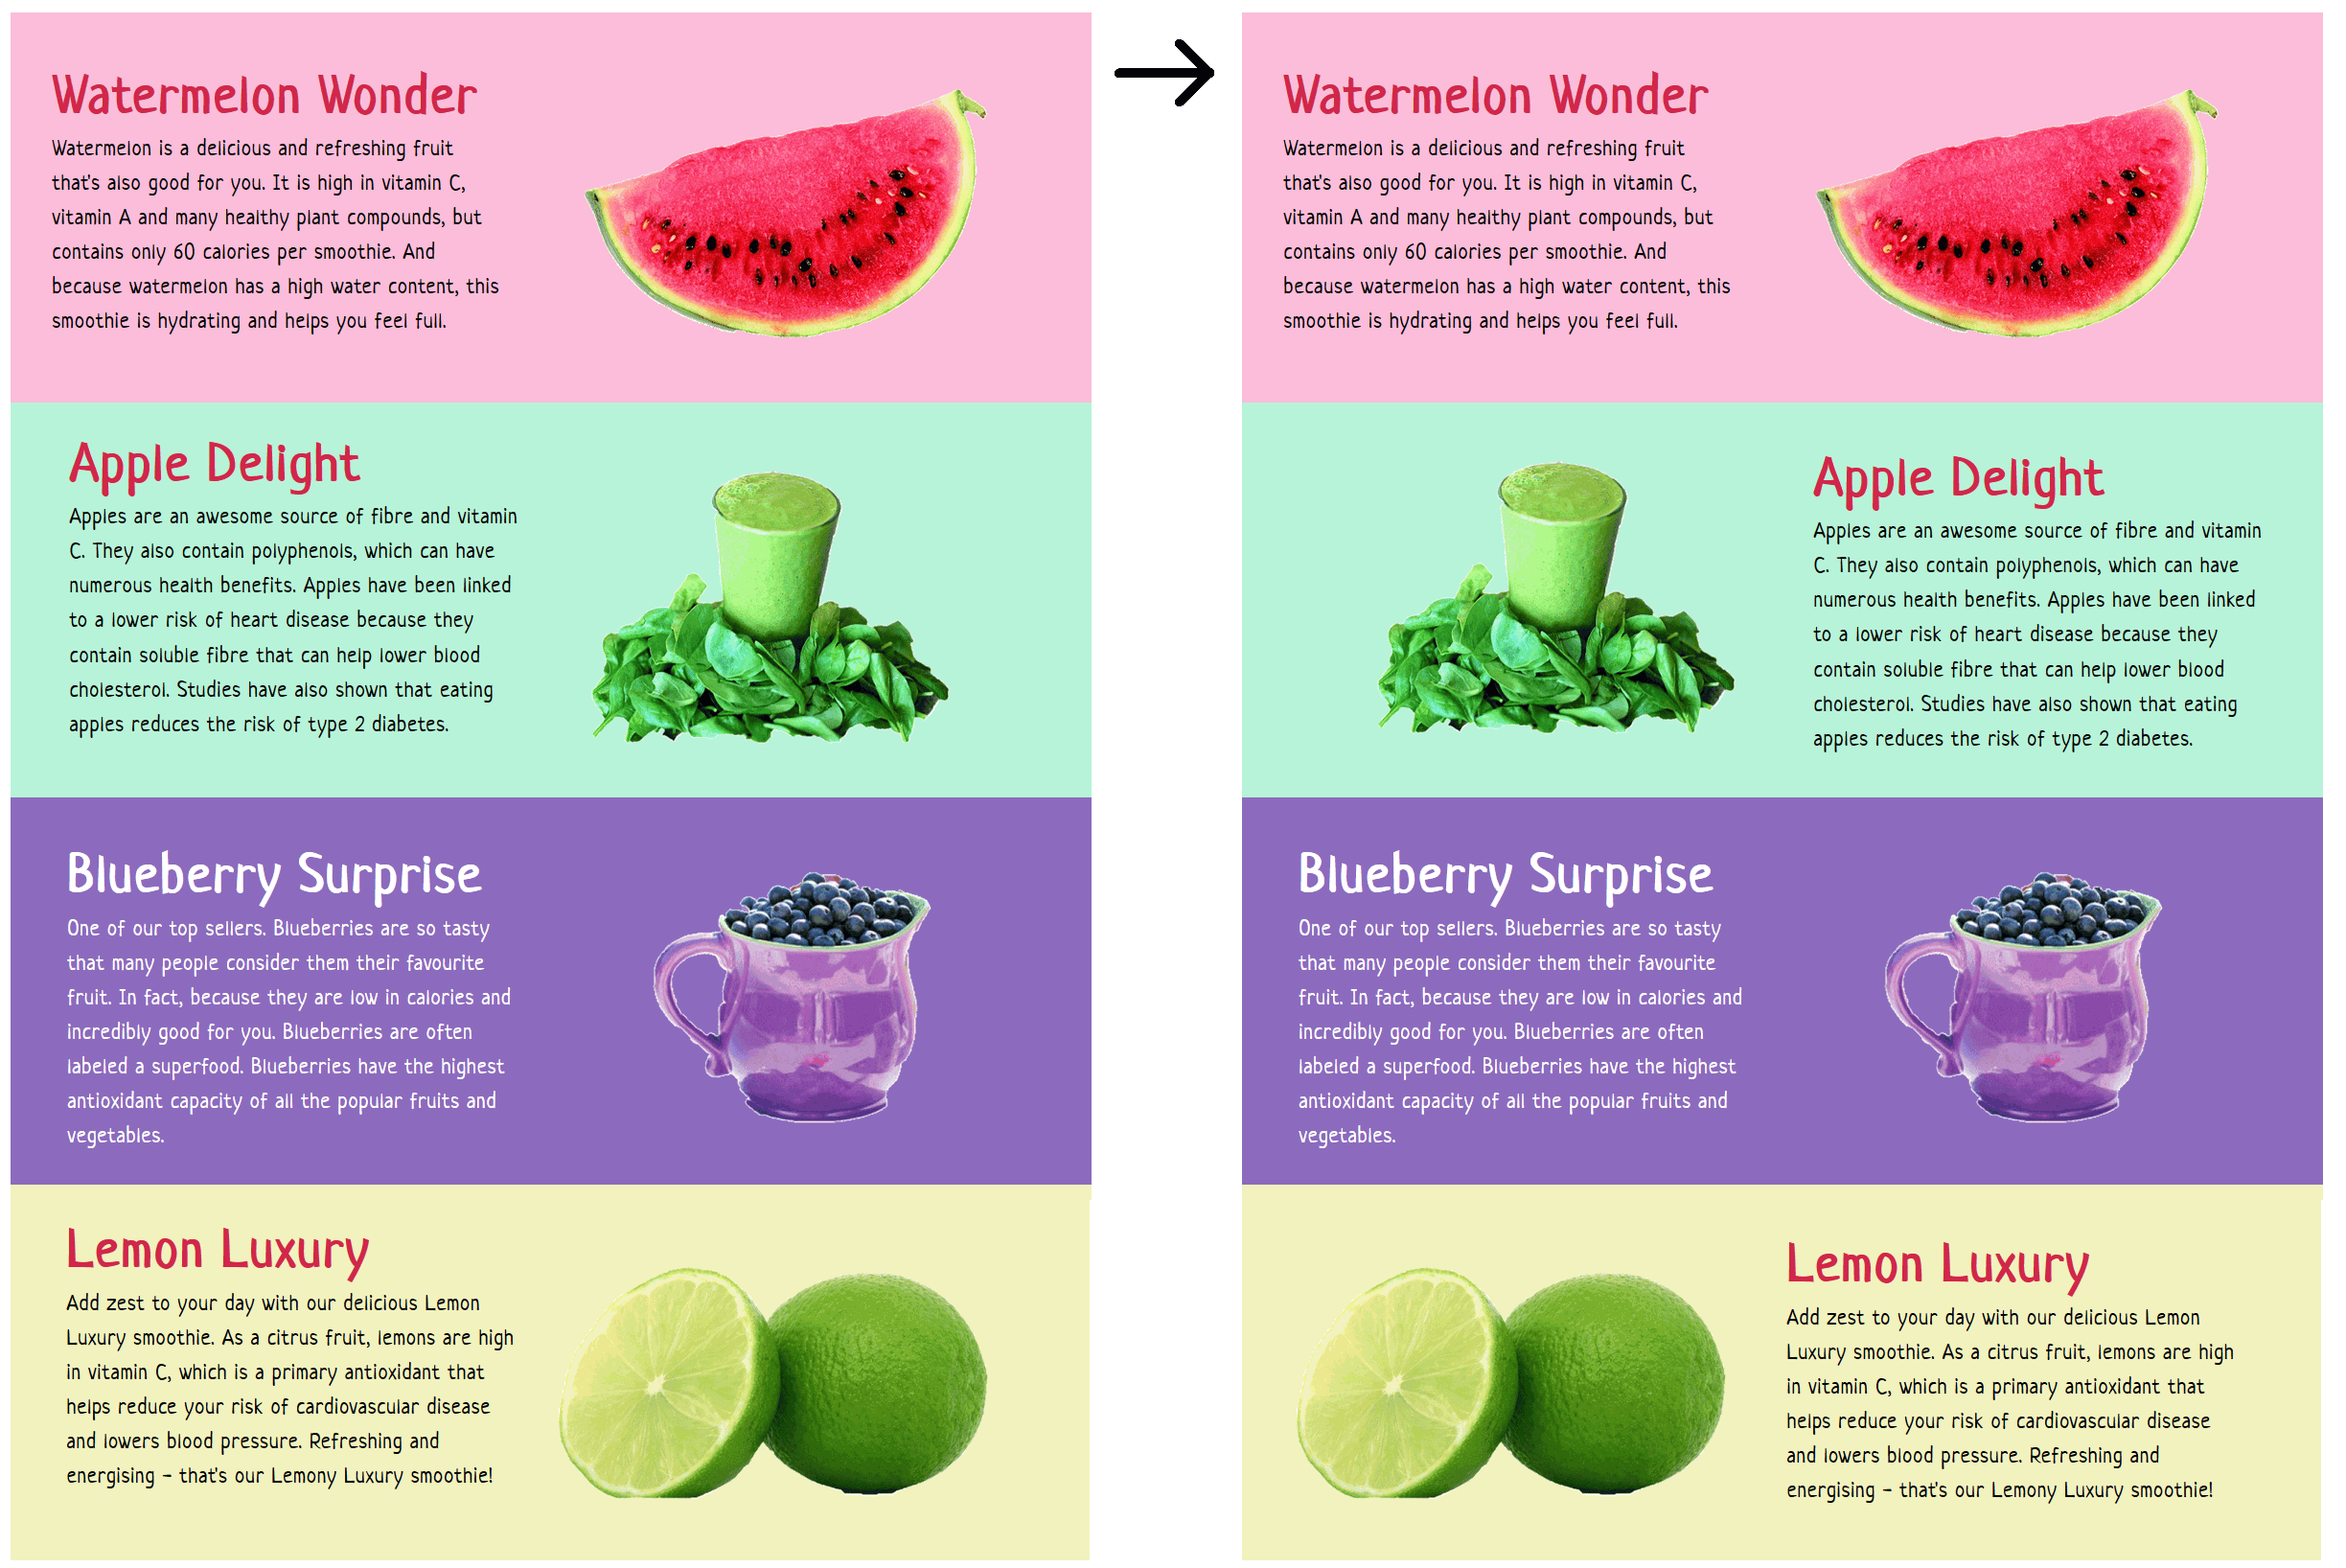 Watermelon Wonder
Watermelon is a delicious and refreshing fruit
that's also good for you. It is high in vitamin C,
vitamin A and many healthy plant compounds, but
contains only 60 calories per smoothie. And
because watermelon has a high water content, this
smoothie is hydrating and helps you feel full.
Apple Delight
Apples are an awesome source of fibre and vitamin
C. They also contain polyphenols, which can have
numerous health benefits. Apples have been linked
to a lower risk of heart disease because they
contain soluble fibre that can help lower blood
cholesterol. Studies have also shown that eating
apples reduces the risk of type 2 diabetes.
Blueberry Surprise
One of our top sellers. Blueberries are so tasty
that many people consider them their favourite
fruit. In fact, because they are low in calories and
incredibly good for you. Blueberries are often
labeled a superfood. Blueberries have the highest
antioxidant capacity of all the popular fruits and
vegetables.
Lemon Luxury
Add zest to your day with our delicious Lemon
Luxury smoothie. As a citrus fruit, lemons are high
in vitamin C, which is a primary antioxidant that
helps reduce your risk of cardiovascular disease
and lowers blood pressure. Refreshing and
energising - that's our Lemony Luxury smoothie!
Watermelon Wonder
Watermelon is a delicious and refreshing fruit
that's also good for you. It is high in vitamin C,
vitamin A and many healthy plant compounds, but
contains only 60 calories per smoothie. And
because watermelon has a high water content, this
smoothie is hydrating and helps you feel full.
Apple Delight
Apples are an awesome source of fibre and vitamin
C. They also contain polyphenols, which can have
numerous health benefits. Apples have been linked
to a lower risk of heart disease because they
contain soluble fibre that can help lower blood
cholesterol. Studies have also shown that eating
apples reduces the risk of type 2 diabetes.
Blueberry Surprise
One of our top sellers. Blueberries are so tasty
that many people consider them their favourite
fruit. In fact, because they are low in calories and
incredibly good for you. Blueberries are often
labeled a superfood. Blueberries have the highest
antioxidant capacity of all the popular fruits and
vegetables.
Lemon Luxury
Add zest to your day with our delicious Lemon
Luxury smoothie. As a citrus fruit, lemons are high
in vitamin C, which is a primary antioxidant that
helps reduce your risk of cardiovascular disease
and lowers blood pressure. Refreshing and
energising - that's our Lemony Luxury smoothie!